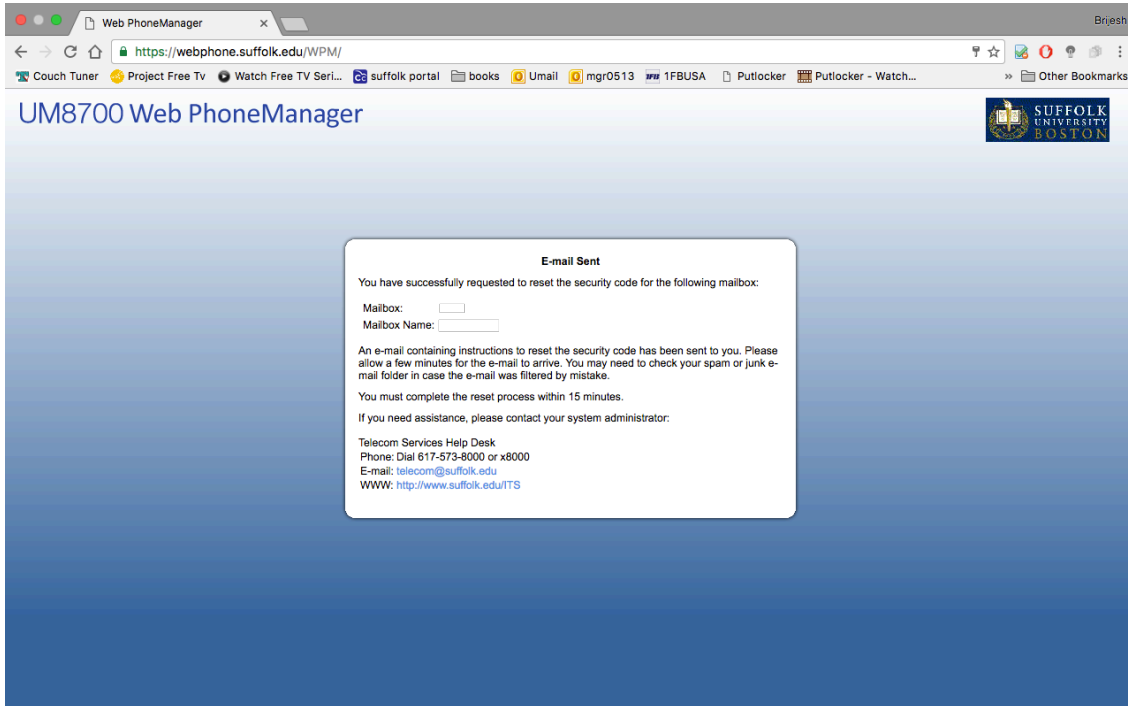 Web PhoneManager
Brijesh
https://webphone.suffolk.edu/WPM/
Couch Tuner Project Free Tv Watch Free TV Seri... suffolk portal books Umail mgr0513 1FBUSA Putlocker Putlocker - Watch... » Other Bookmarks
UM8700 Web PhoneManager
SUFFOLK
UNIVERSITY
BOSTON
E-mail Sent
You have successfully requested to reset the security code for the following mailbox:
Mailbox:
Mailbox Name:
An e-mail containing instructions to reset the security code has been sent to you. Please
allow a few minutes for the e-mail to arrive. You may need to check your spam or junk e-
mail folder in case the e-mail was filtered by mistake.
You must complete the reset process within 15 minutes.
If you need assistance, please contact your system administrator:
Telecom Services Help Desk
Phone: Dial 617-573-8000 or x8000
E-mail: telecom@suffolk.edu
WWW: http://www.suffolk.edu/ITS